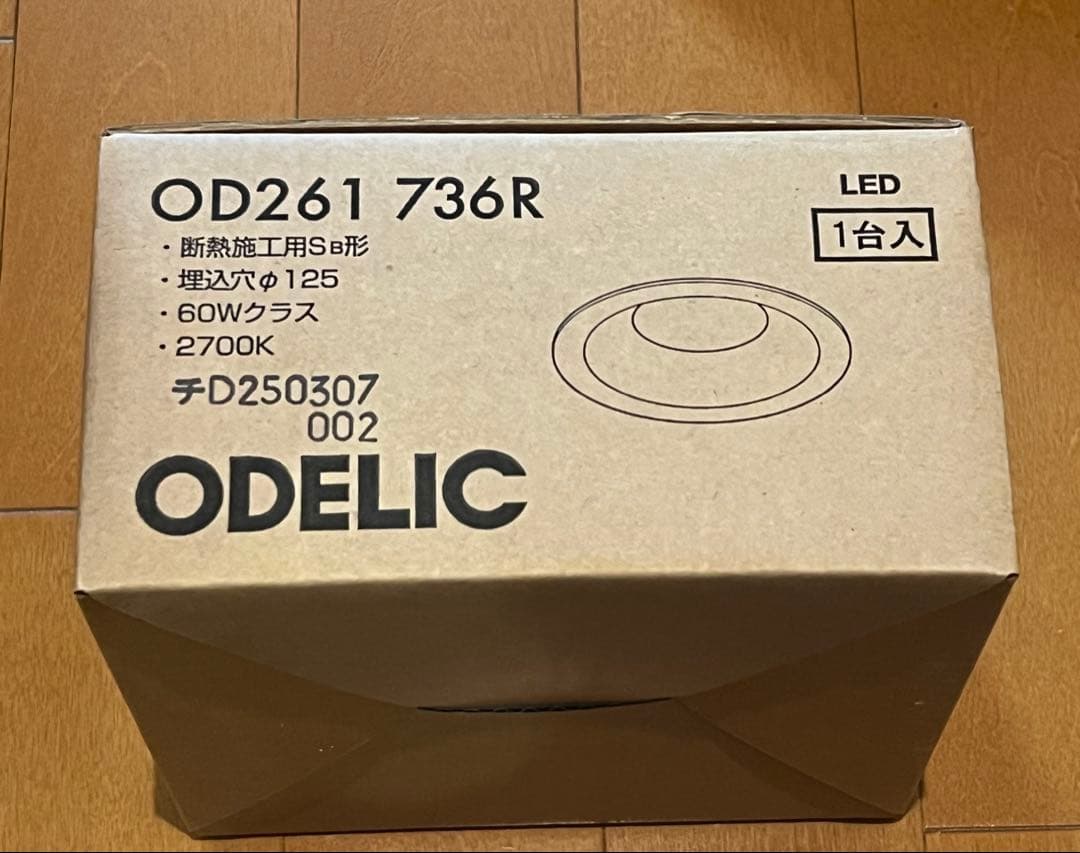 OD261 736R
・断熱施工用SB形
・埋込穴φ125
・60Wクラス
・2700K
チD250307
002
ODELIC
LED
1台入